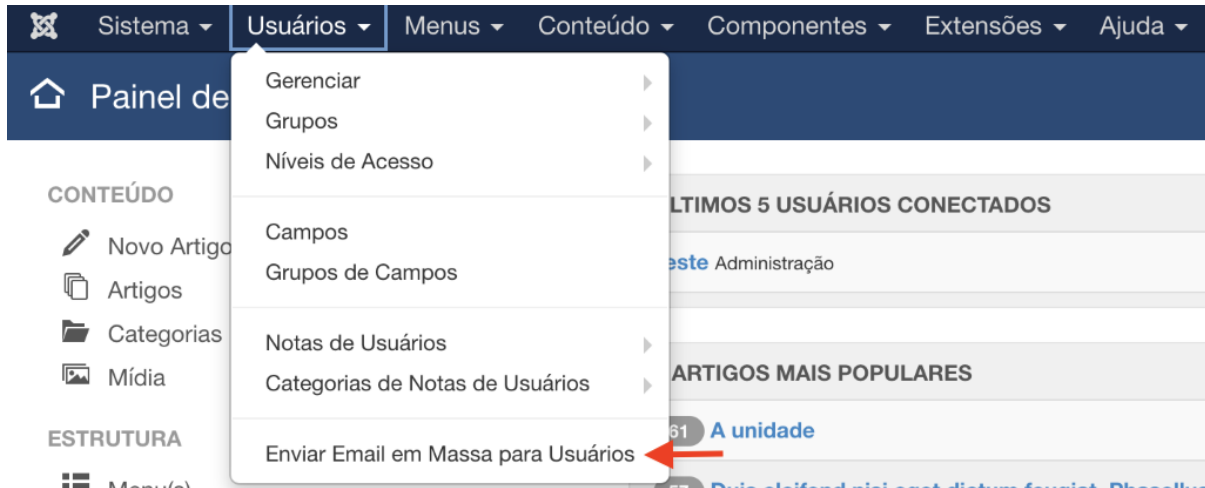 Sistema Usuários Menus Conteúdo Componentes Extensões Ajuda
Painel de
Gerenciar
Grupos
Níveis de Acesso
Campos
Grupos de Campos
Notas de Usuários
Categorias de Notas de Usuários
Enviar Email em Massa para Usuários
CONTEÚDO
Novo Artigo
Artigos
Categorias
Mídia
ESTRUTURA
Menu(s)
LTIMOS 5 USUÁRIOS CONECTADOS
este Administração
ARTIGOS MAIS POPULARES
61 A unidade